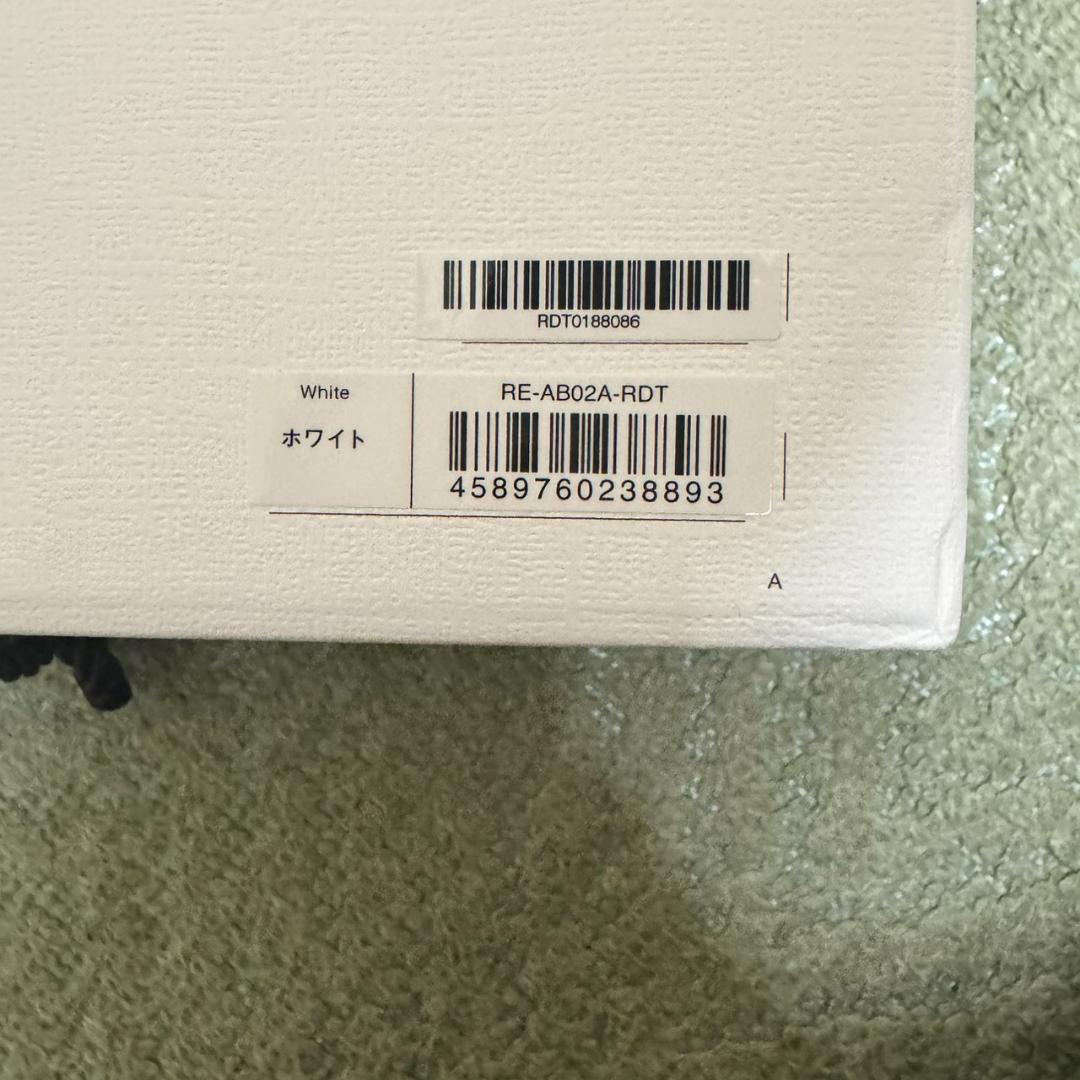 RDT0188086
White
ホワイト
RE-AB02A-RDT
4589760238893
A